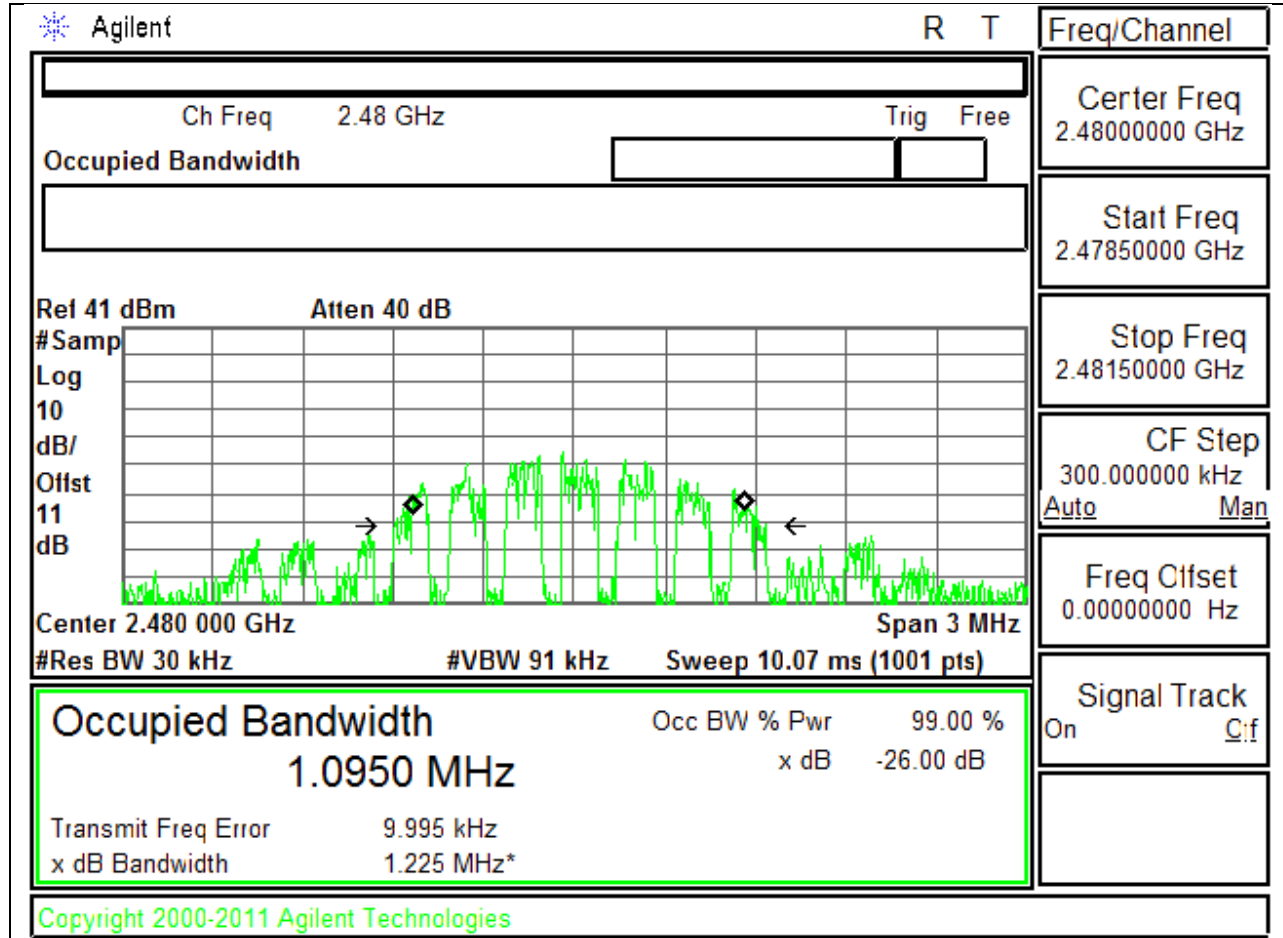 Agilent R T
Freq/Channel
Ch Freq 2.48 GHz Trig Free
Occupied Bandwidth
Center Freq
2.48000000 GHz
Start Freq
2.47850000 GHz
Stop Freq
2.48150000 GHz
CF Step
300.000000 kHz
Auto Man
Freq Offset
0.00000000 Hz
Signal Track
On Off
Ref 41 dBm Atten 40 dB
#Samp
Log
10
dB/
Offst
11
dB
Center 2.480 000 GHz Span 3 MHz
#Res BW 30 kHz #VBW 91 kHz Sweep 10.07 ms (1001 pts)
Occupied Bandwidth
1.0950 MHz
Occ BW % Pwr 99.00 %
x dB -26.00 dB
Transmit Freq Error 9.995 kHz
x dB Bandwidth 1.225 MHz*
Copyright 2000-2011 Agilent Technologies